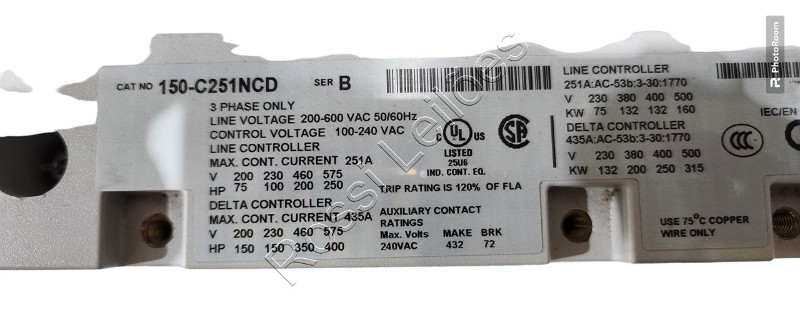 CAT NO 150-C251NCD SER B
3 PHASE ONLY
LINE VOLTAGE 200-600 VAC 50/60Hz
CONTROL VOLTAGE 100-240 VAC
LINE CONTROLLER
MAX. CONT. CURRENT 251A
V 200 230 460 575
HP 75 100 200 250
DELTA CONTROLLER
MAX. CONT. CURRENT 435A
V 200 230 460 575
HP 150 150 350 400
C UL US
LISTED
25U6
IND. CONT. EQ.
SA
TRIP RATING IS 120% OF FLA
AUXILIARY CONTACT
RATINGS
Max. Volts MAKE BRK
240VAC 432 72
LINE CONTROLLER
251A:AC-53b:3-30:1770
V 230 380 400 500
KW 75 132 132 160
DELTA CONTROLLER
435A:AC-53b:3-30:1770
V 230 380 400 500
KW 132 200 250 315
IEC/EN
CCC
USE 75°C COPPER
WIRE ONLY
Rossi Leilões
PhotoRoom